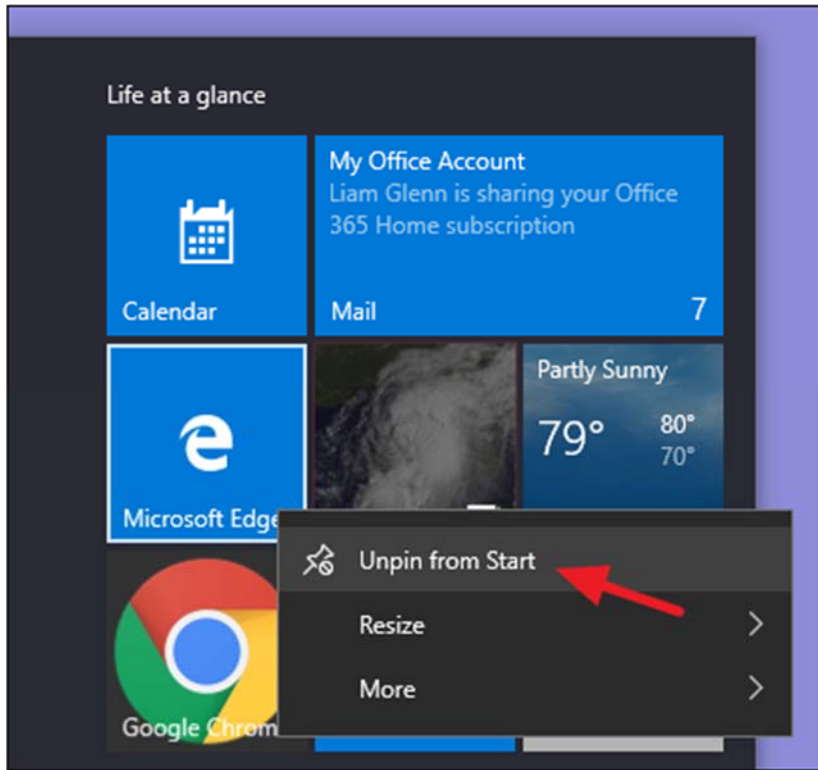 Life at a glance
My Office Account
Liam Glenn is sharing your Office
365 Home subscription
Calendar
Mail
7
Partly Sunny
79°
80°
70°
Microsoft Edge
Unpin from Start
Resize
More
Google Chrom